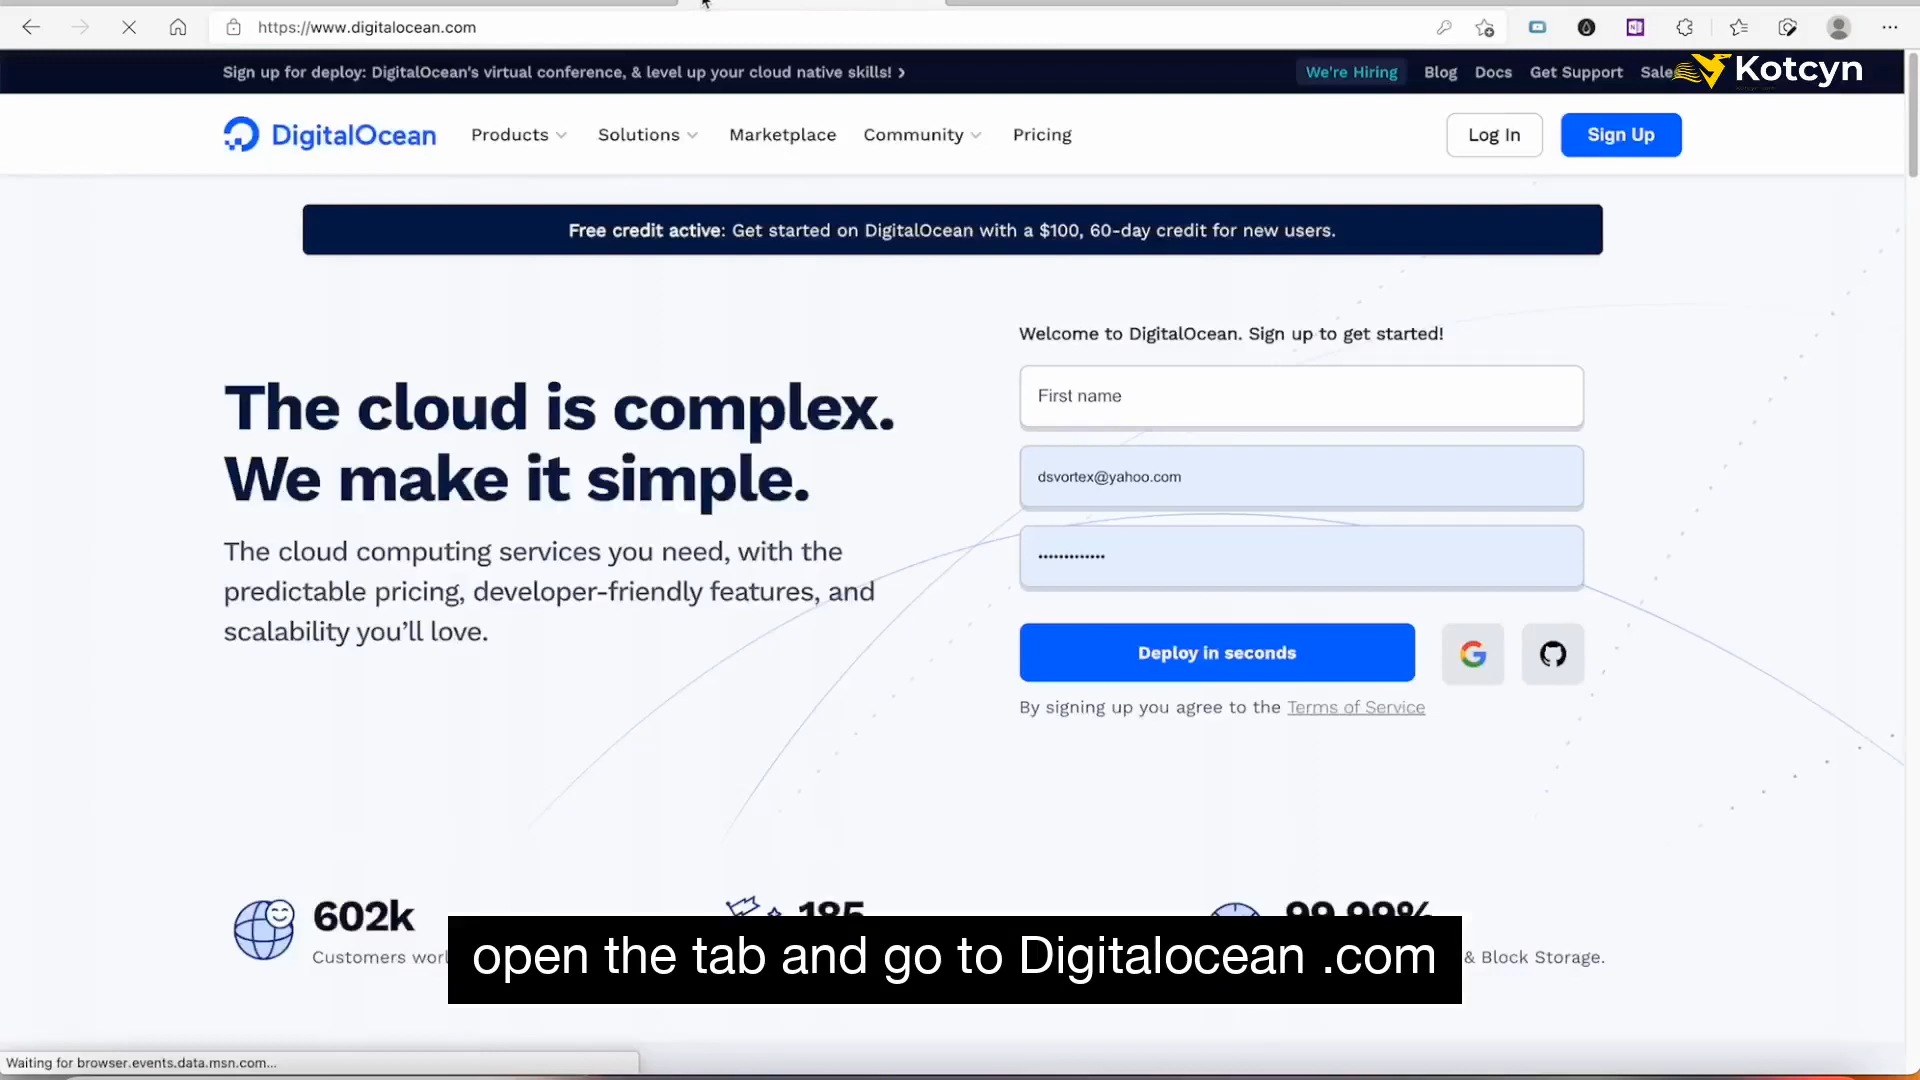 https://www.digitalocean.com
Sign up for deploy: DigitalOcean's virtual conference, & level up your cloud native skills!
We're Hiring
Blog
Docs
Get Support
Sales
Kotcyn
DigitalOcean
Products
Solutions
Marketplace
Community
Pricing
Log In
Sign Up
Free credit active: Get started on DigitalOcean with a $100, 60-day credit for new users.
Welcome to DigitalOcean. Sign up to get started!
First name
The cloud is complex.
We make it simple.
dsvortex@yahoo.com
The cloud computing services you need, with the
predictable pricing, developer-friendly features, and
scalability you’ll love.
Deploy in seconds
By signing up you agree to the Terms of Service
602k
185
99.99%
Customers
& Block Storage.
open the tab and go to Digitalocean .com
Waiting for browser.events.data.msn.com...